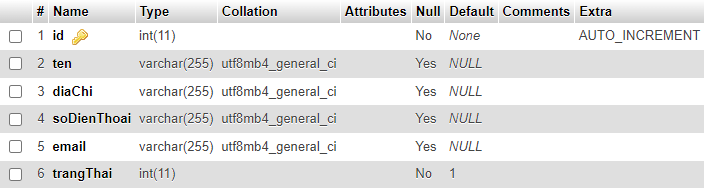 # Name Type Collation Attributes Null Default Comments Extra
1 id int(11) No None AUTO_INCREMENT
2 ten varchar(255) utf8mb4_general_ci Yes NULL
3 diaChi varchar(255) utf8mb4_general_ci Yes NULL
4 soDienThoai varchar(255) utf8mb4_general_ci Yes NULL
5 email varchar(255) utf8mb4_general_ci Yes NULL
6 trangThai int(11) No 1